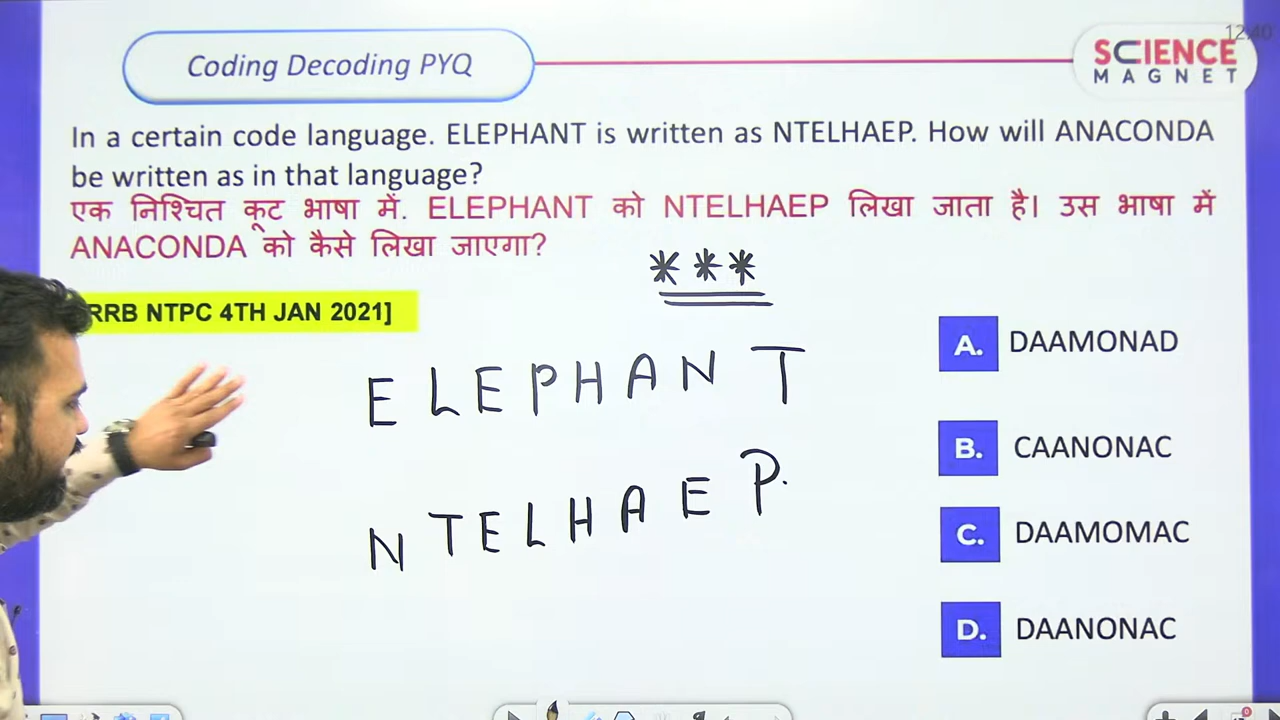 12:40
Coding Decoding PYQ
SCIENCE
MAGNET
In a certain code language. ELEPHANT is written as NTELHAEP. How will ANACONDA
be written as in that language?
एक निश्चित कूट भाषा में. ELEPHANT को NTELHAEP लिखा जाता है। उस भाषा में
ANACONDA को कैसे लिखा जाएगा?
***
RRB NTPC 4TH JAN 2021]
A. DAAMONAD
ELEPHANT
B. CAANONAC
NTELHAEP.
C. DAAMOMAC
D. DAANONAC